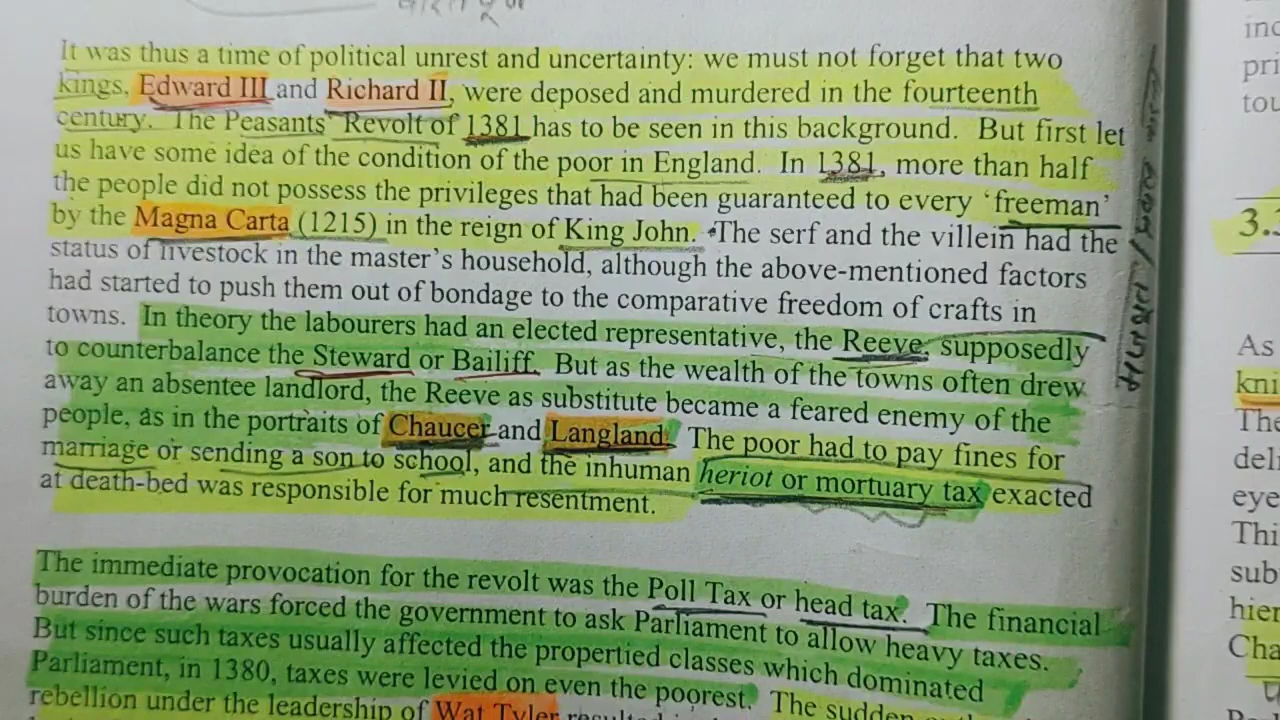 It was thus a time of political unrest and uncertainty: we must not forget that two
kings, Edward III and Richard II, were deposed and murdered in the fourteenth
century. The Peasants' Revolt of 1381 has to be seen in this background. But first let
us have some idea of the condition of the poor in England. In 1381, more than half
the people did not possess the privileges that had been guaranteed to every 'freeman'
by the Magna Carta (1215) in the reign of King John. The serf and the villein had the
status of livestock in the master's household, although the above-mentioned factors
had started to push them out of bondage to the comparative freedom of crafts in
towns. In theory the labourers had an elected representative, the Reeve, supposedly
to counterbalance the Steward or Bailiff. But as the wealth of the towns often drew
away an absentee landlord, the Reeve as substitute became a feared enemy of the
people, as in the portraits of Chaucer and Langland. The poor had to pay fines for
marriage or sending a son to school, and the inhuman heriot or mortuary tax exacted
at death-bed was responsible for much resentment.
The immediate provocation for the revolt was the Poll Tax or head tax. The financial
burden of the wars forced the government to ask Parliament to allow heavy taxes.
But since such taxes usually affected the propertied classes which dominated
Parliament, in 1380, taxes were levied on even the poorest. The sudden
rebellion under the leadership of Wat Tyler
3.
As
kni
The
deli
eye
Thi
sub
hier
Cha
inc
pri
tou